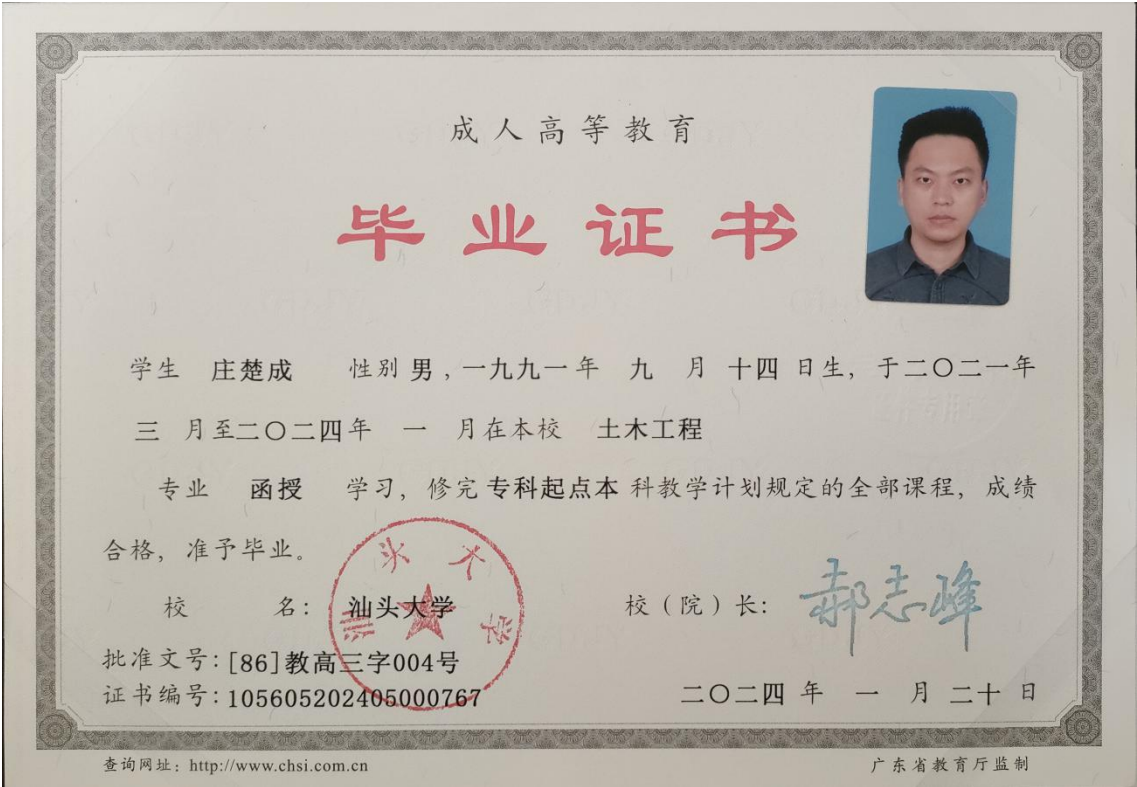 成人高等教育
毕业证书
学生 庄楚成 性别 男，一九九一年 九 月 十四 日生，于二〇二一年
三 月至二〇二四年 一 月在本校 土木工程
专业 函授 学习，修完 专科起点本 科教学计划规定的全部课程，成绩
合格，准予毕业。
校 名：汕头大学
校（院）长：郝志峰
汕头大学
批准文号：[86]教高三字004号
证书编号：105605202405000767
二〇二四 年 一 月 二十 日
查询网址：http://www.chsi.com.cn
广东省教育厅监制